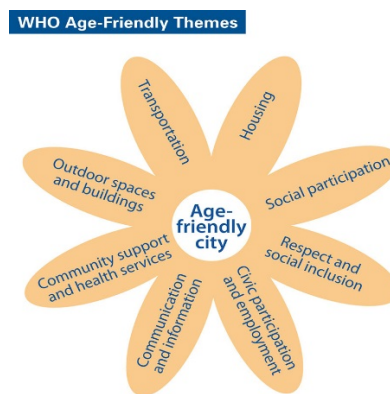 WHO Age-Friendly Themes
Transportation
Housing
Social participation
Respect and
social inclusion
Civic participation
and employment
Communication
and information
Community support
and health services
Outdoor spaces
and buildings
Age-
friendly
city